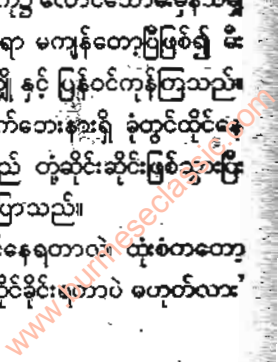 ရာ မကျန်တော့ပြီဖြစ်၍ မီး
နှင့် ပြန်ဝင်ကုန်ကြသည်။
က်ဘေးနားရှိ ခုံတွင်ထိုင်နေ
ည် တုံ့ဆိုင်းဆိုင်းဖြစ်သွားပြီး
ပြာသည်။
းနေရတာလဲ၊ ထုံးစံကတော့
ိုင်ခိုင်းရတာပဲ မဟုတ်လား"
www.burmeseclassic.com